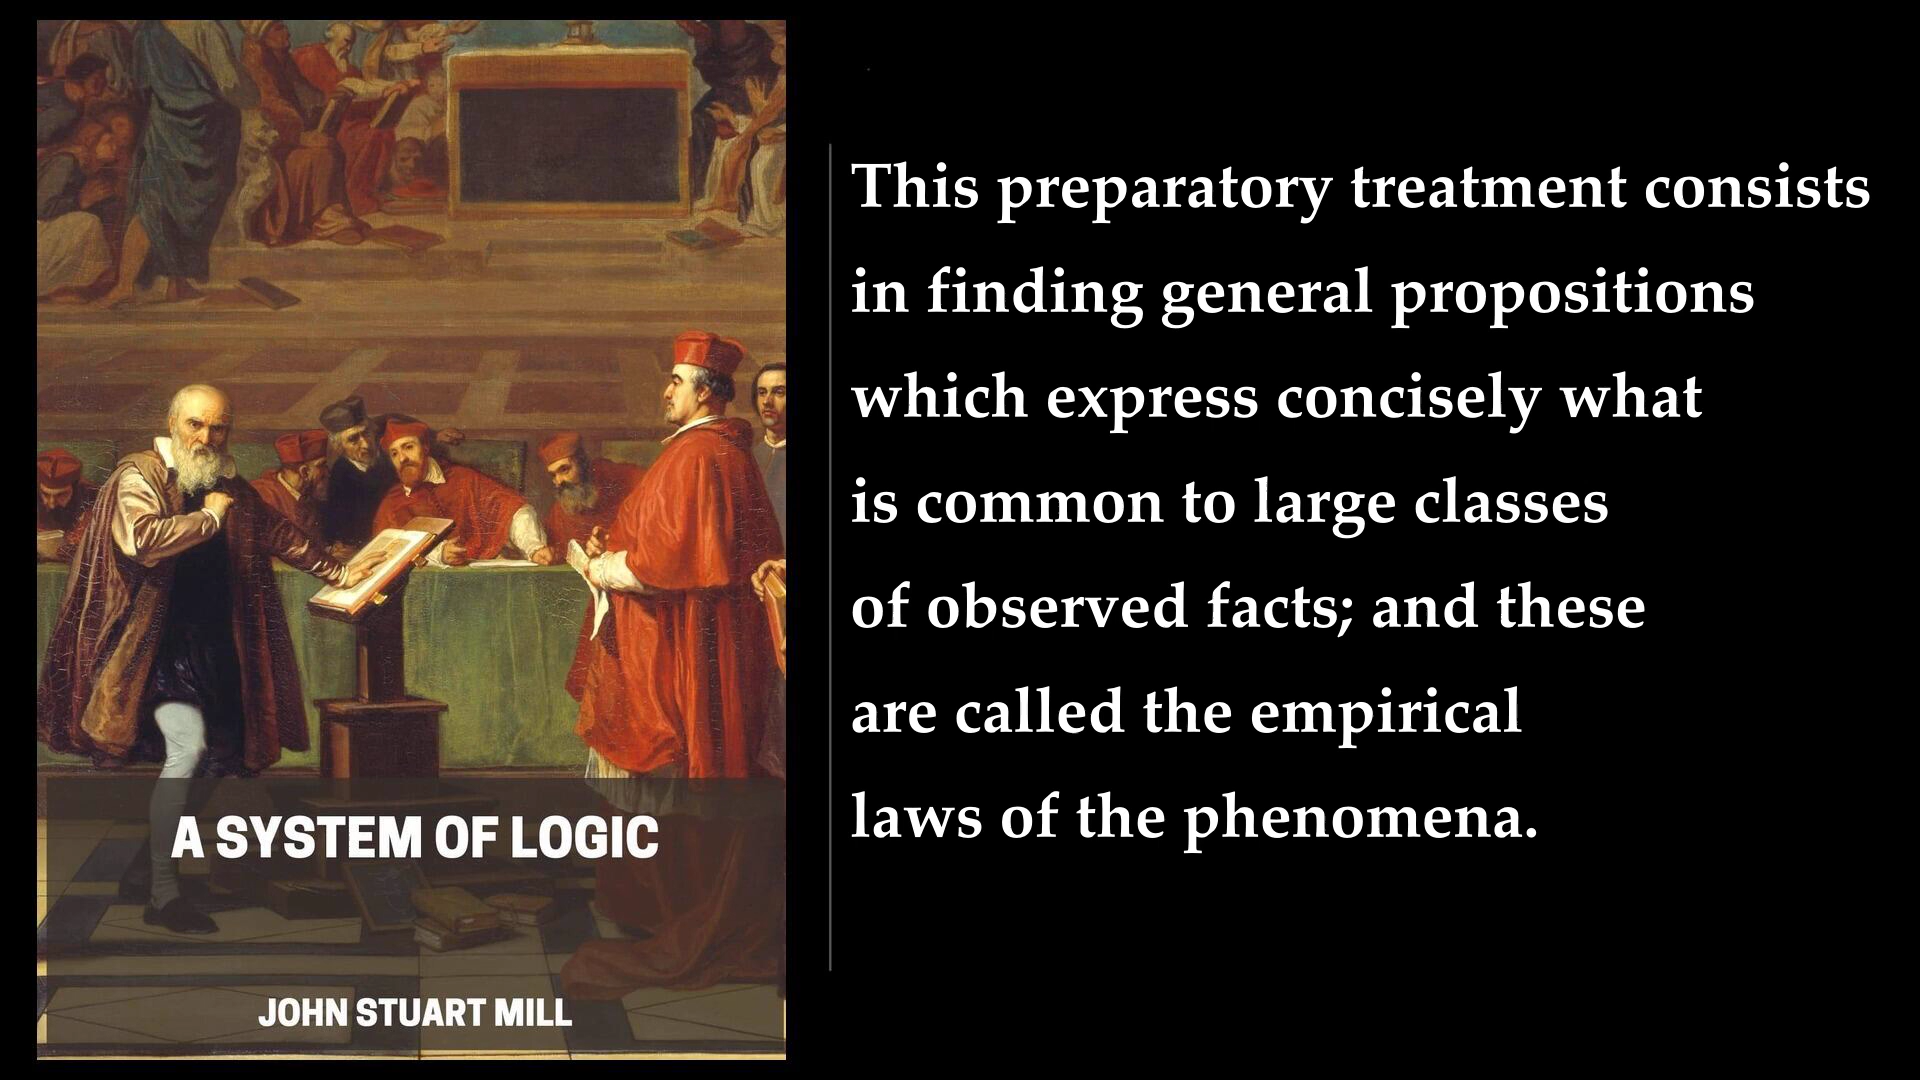 A SYSTEM OF LOGIC
JOHN STUART MILL
This preparatory treatment consists
in finding general propositions
which express concisely what
is common to large classes
of observed facts; and these
are called the empirical
laws of the phenomena.